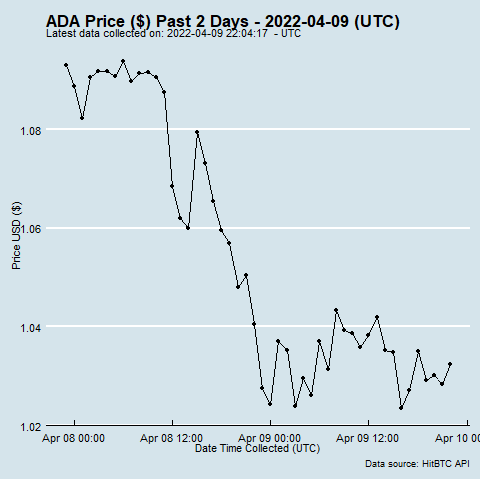 ADA Price ($) Past 2 Days - 2022-04-09 (UTC)
Latest data collected on: 2022-04-09 22:04:17 - UTC
1.08
1.06
1.04
1.02
Price USD ($)
Apr 08 00:00 Apr 08 12:00 Apr 09 00:00 Apr 09 12:00 Apr 10 00
Date Time Collected (UTC)
Data source: HitBTC API